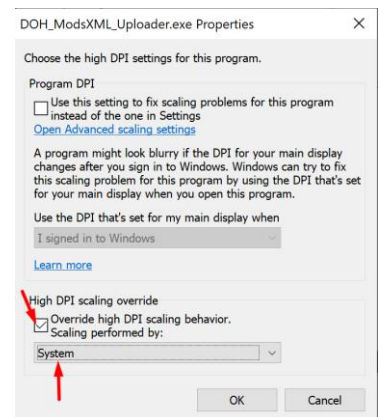 DOH_ModsXML_Uploader.exe Properties
Choose the high DPI settings for this program.
Program DPI
Use this setting to fix scaling problems for this program
instead of the one in Settings
Open Advanced scaling settings
A program might look blurry if the DPI for your main display
changes after you sign in to Windows. Windows can try to fix
this scaling problem for this program by using the DPI that's set
for your main display when you open this program.
Use the DPI that's set for my main display when
I signed in to Windows
Learn more
High DPI scaling override
Override high DPI scaling behavior.
Scaling performed by:
System
OK Cancel